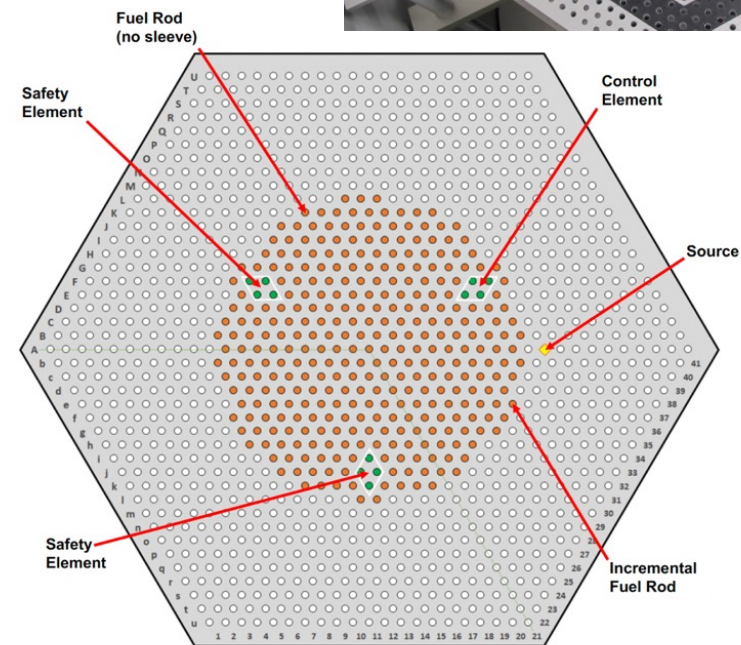 Fuel Rod
(no sleeve)
Safety
Element
Control
Element
Source
U
T
S
R
Q
P
O
N
M
L
K
J
I
H
G
F
E
D
C
B
A
b
c
d
e
f
g
h
i
j
k
l
m
n
o
p
q
r
s
t
u
41
40
39
38
37
36
35
34
33
32
31
30
29
28
27
26
25
24
23
22
1 2 3 4 5 6 7 8 9 10 11 12 13 14 15 16 17 18 19 20 21
Safety
Element
Incremental
Fuel Rod